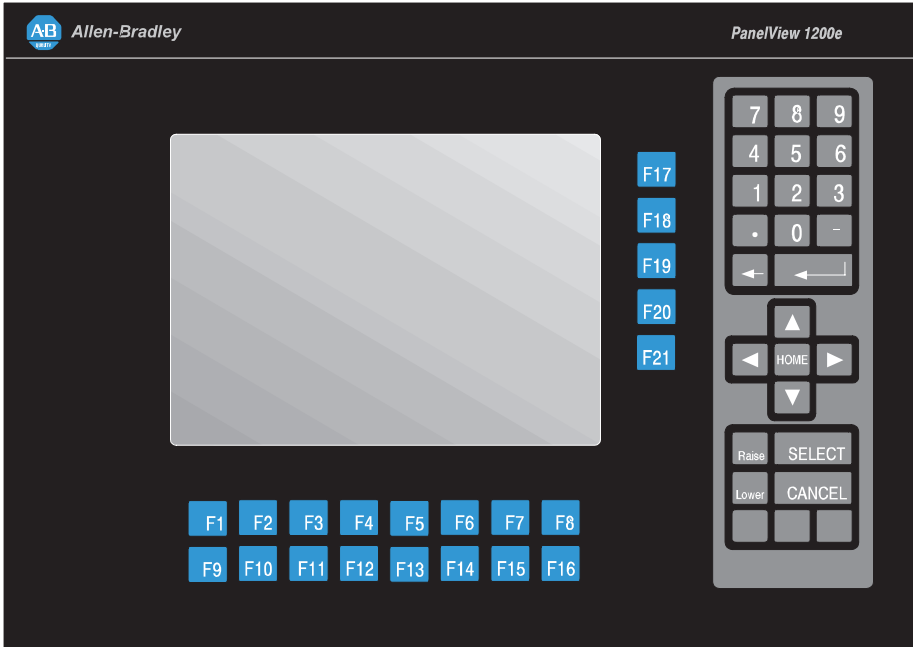 A·B
QUALITY
Allen-Bradley
PanelView 1200e
7 8 9
4 5 6
1 2 3
. 0 -
F17
F18
F19
F20
F21
HOME
Raise SELECT
Lower CANCEL
F1 F2 F3 F4 F5 F6 F7 F8
F9 F10 F11 F12 F13 F14 F15 F16